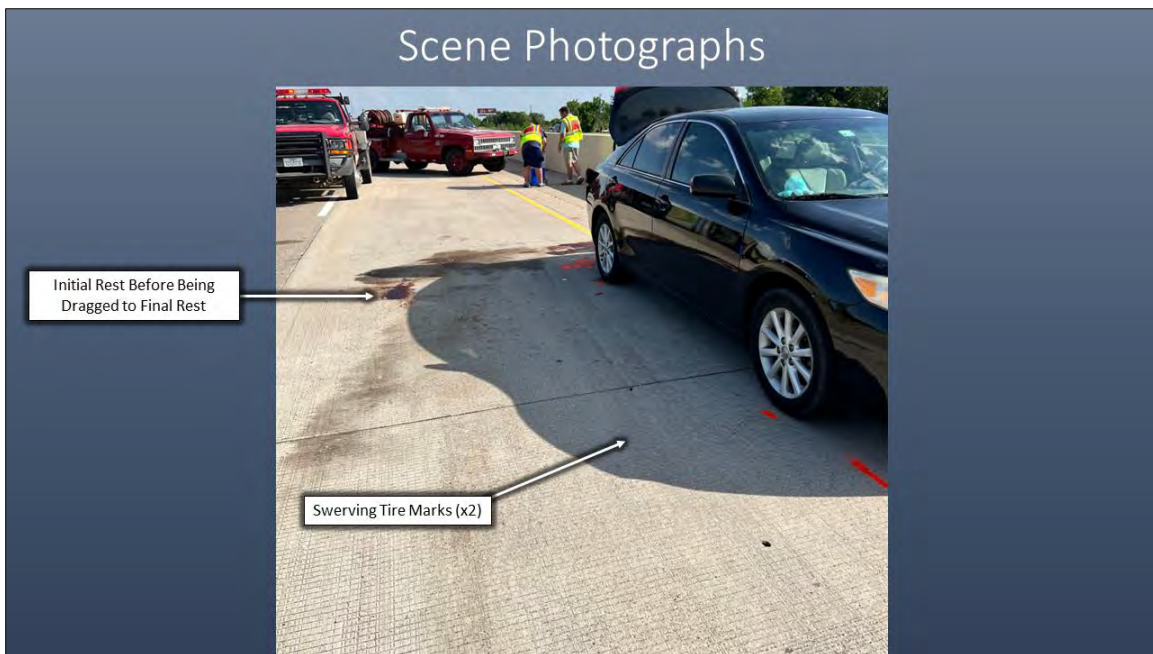 Scene Photographs
Initial Rest Before Being
Dragged to Final Rest
Swerving Tire Marks (x2)